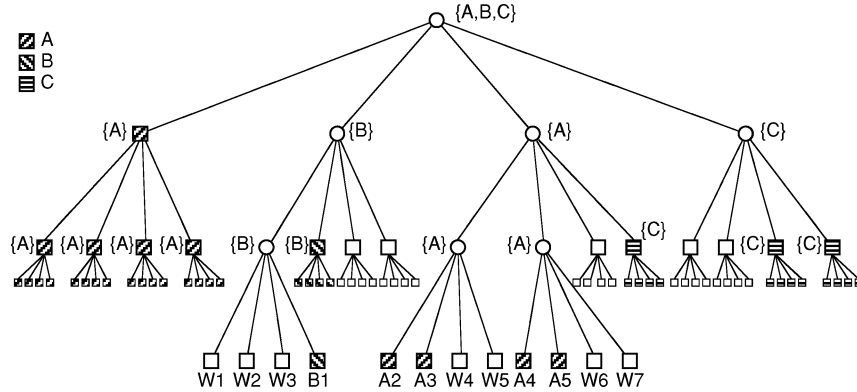 {A,B,C}
A
B
C
{A} {B} {A} {C}
{A} {A} {A} {A} {B} {B} {A} {A} {C} {C} {C}
W1 W2 W3 B1 A2 A3 W4 W5 A4 A5 W6 W7